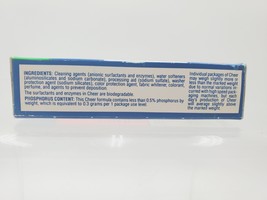 INGREDIENTS: Cleaning agents (anionic surfactants and enzymes), water softeners
(aluminosilicates and sodium carbonate), processing aid (sodium sulfate), washer
protection agent (sodium silicate), color protection agent, fabric whitener, colorant,
perfume, and agents to prevent deposition.
The surfactants and enzymes in Cheer are biodegradable.
PHOSPHORUS CONTENT: This Cheer formula contains less than 0.5% phosphorus by
weight, which is equivalent to 0.3 grams per 1 package use level.
Individual packages of Cheer
may weigh slightly more or
less than the marked weight
due to normal variations in-
curred with high speed pack-
aging machines, but each
day's production of Cheer
will average slightly above
the marked weight.